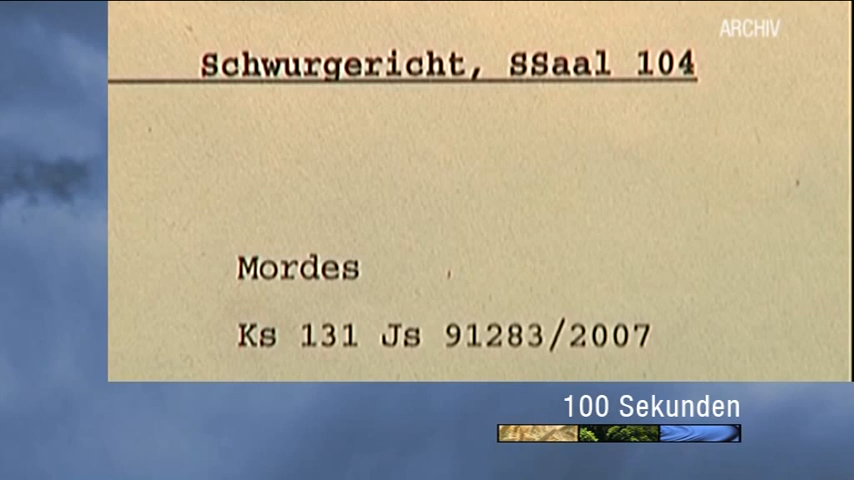 ARCHIV
Schwurgericht, SSaal 104
Mordes
Ks 131 Js 91283/2007
100 Sekunden